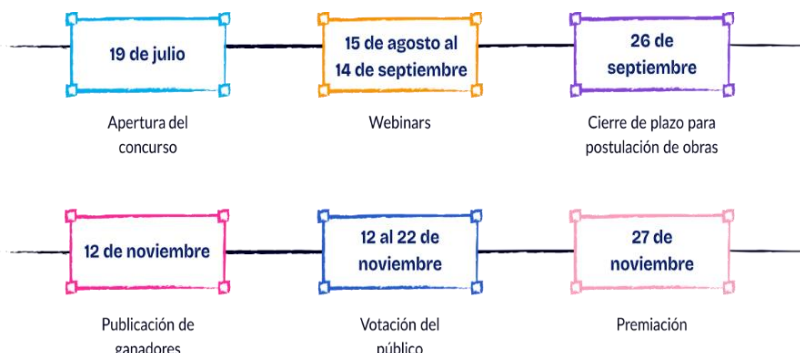 19 de julio
Apertura del
concurso
15 de agosto al
14 de septiembre
Webinars
26 de
septiembre
Cierre de plazo para
postulación de obras
12 de noviembre
Publicación de
ganadores
12 al 22 de
noviembre
Votación del
público
27 de
noviembre
Premiación